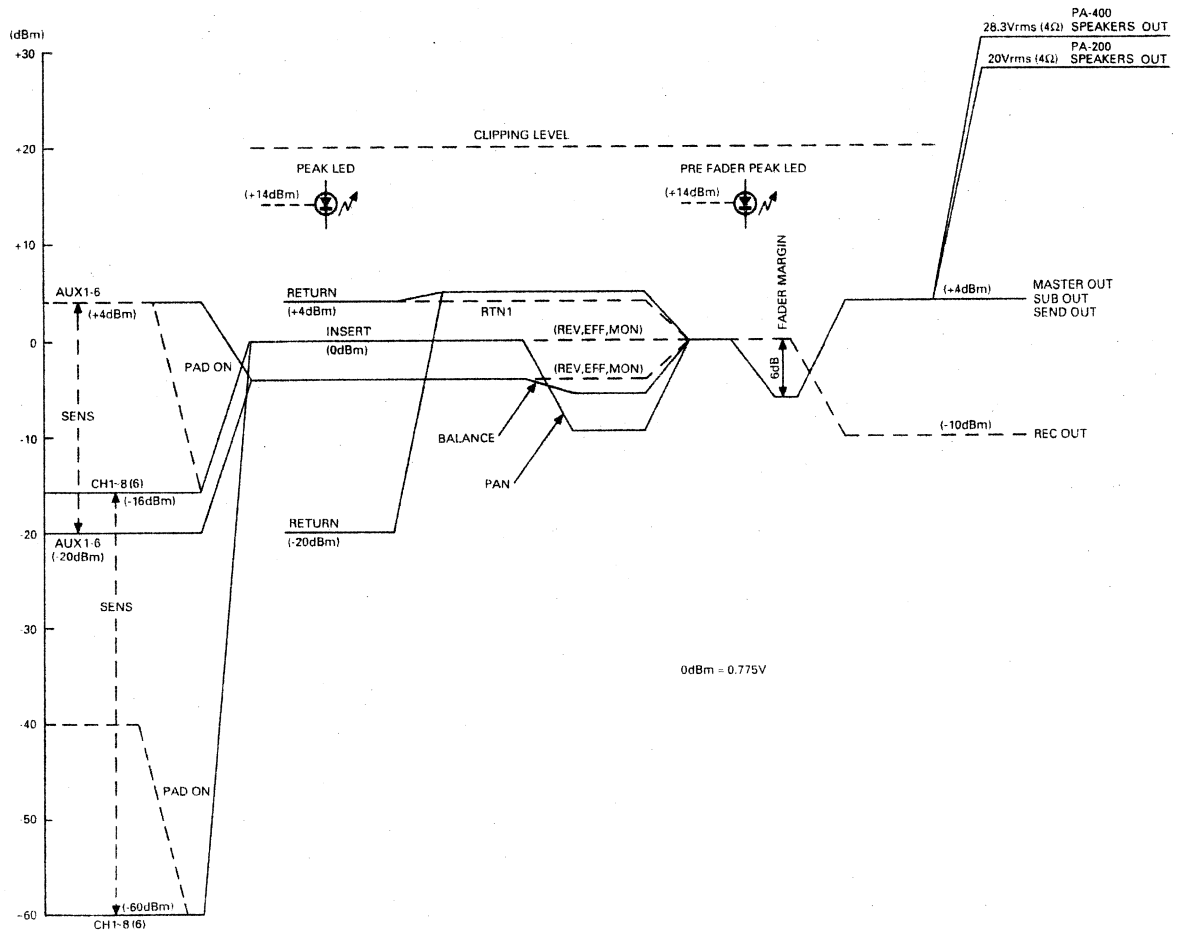 PA-400
28.3Vrms (4Ω) SPEAKERS OUT
PA-200
20Vrms (4Ω) SPEAKERS OUT
(dBm)
+30
+20
+10
0
-10
-20
-30
-40
-50
-60
CLIPPING LEVEL
PEAK LED
(+14dBm)
PRE FADER PEAK LED
(+14dBm)
FADER MARGIN
6dB
AUX1-6
(+4dBm)
PAD ON
SENS
CH1~8(6)
(-16dBm)
AUX1-6
(-20dBm)
SENS
PAD ON
(-60dBm)
CH1~8(6)
RETURN
(+4dBm)
RTN1
INSERT
(0dBm)
(REV,EFF,MON)
(REV,EFF,MON)
BALANCE
PAN
RETURN
(-20dBm)
(+4dBm)
MASTER OUT
SUB OUT
SEND OUT
(-10dBm)
REC OUT
0dBm = 0.775V